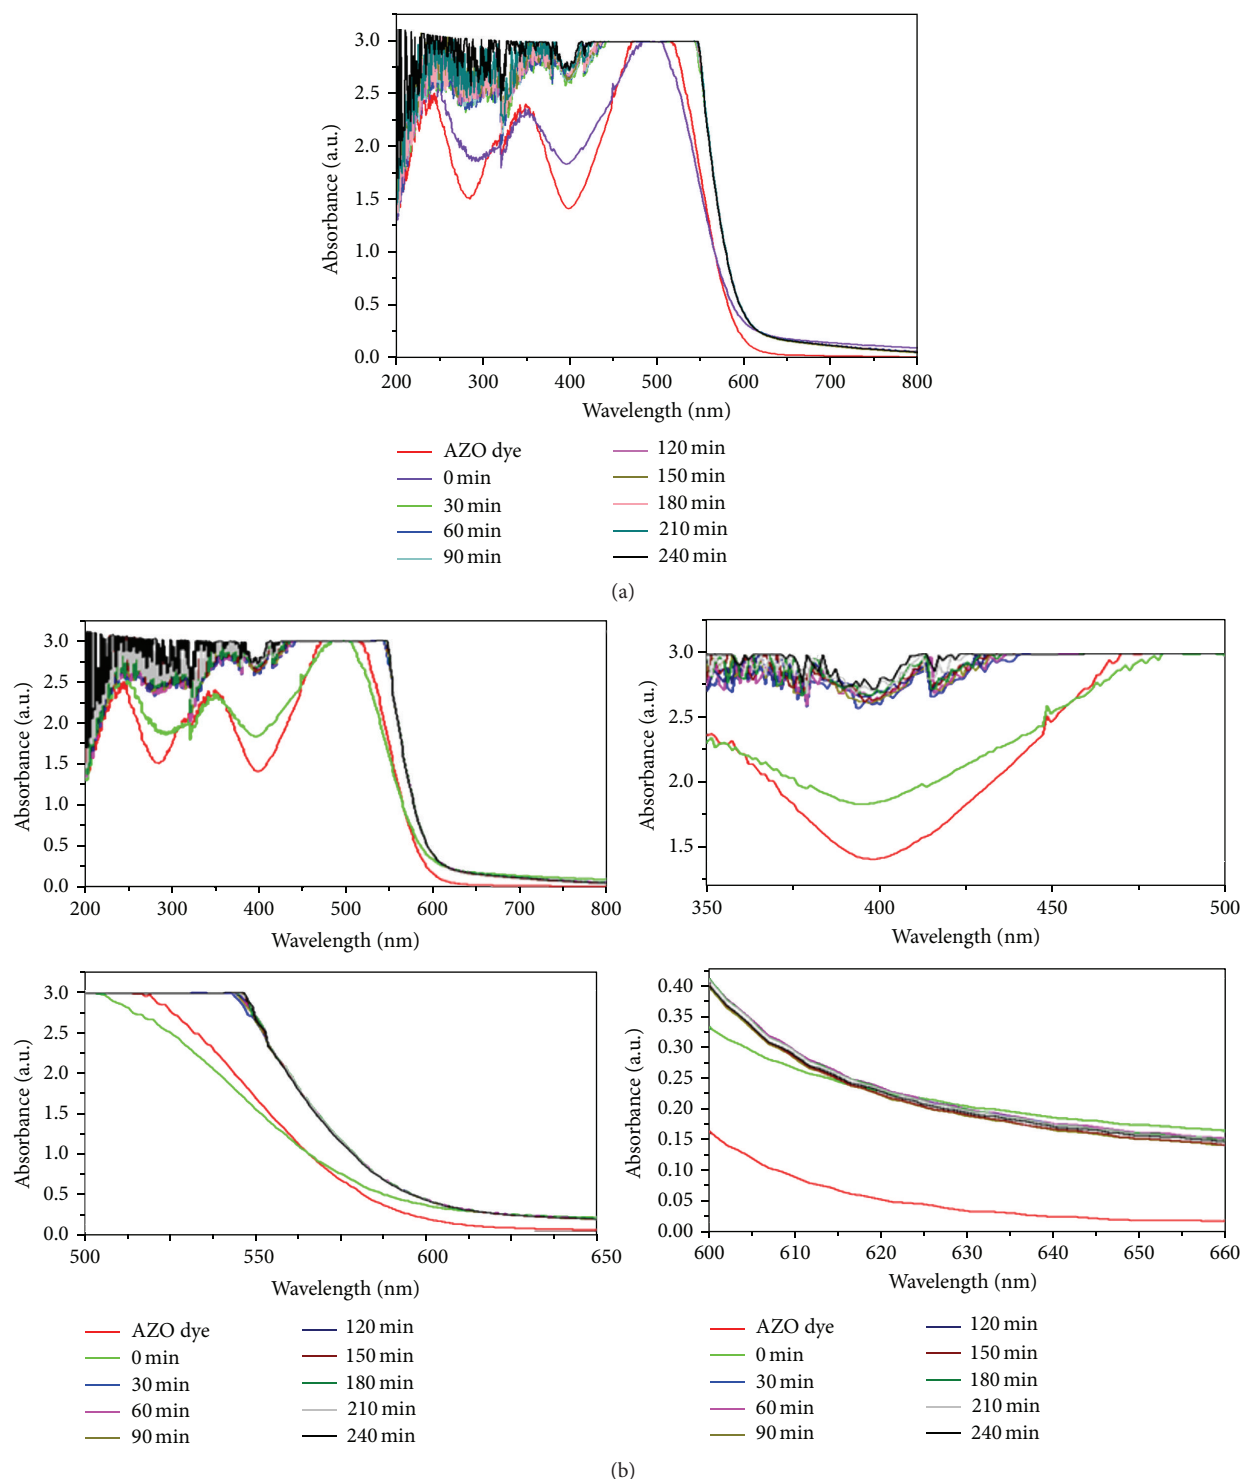 3.0
2.5
2.0
1.5
1.0
0.5
0.0
Absorbance (a.u.)
200 300 400 500 600 700 800
Wavelength (nm)
AZO dye
0 min
30 min
60 min
90 min
120 min
150 min
180 min
210 min
240 min
(a)
3.0
2.5
2.0
1.5
1.0
0.5
0.0
Absorbance (a.u.)
200 300 400 500 600 700 800
Wavelength (nm)
3.0
2.5
2.0
1.5
Absorbance (a.u.)
350 400 450 500
Wavelength (nm)
3.0
2.5
2.0
1.5
1.0
0.5
0.0
Absorbance (a.u.)
500 550 600 650
Wavelength (nm)
0.40
0.35
0.30
0.25
0.20
0.15
0.10
0.05
0.00
Absorbance (a.u.)
600 610 620 630 640 650 660
Wavelength (nm)
AZO dye
0 min
30 min
60 min
90 min
120 min
150 min
180 min
210 min
240 min
AZO dye
0 min
30 min
60 min
90 min
120 min
150 min
180 min
210 min
240 min
(b)